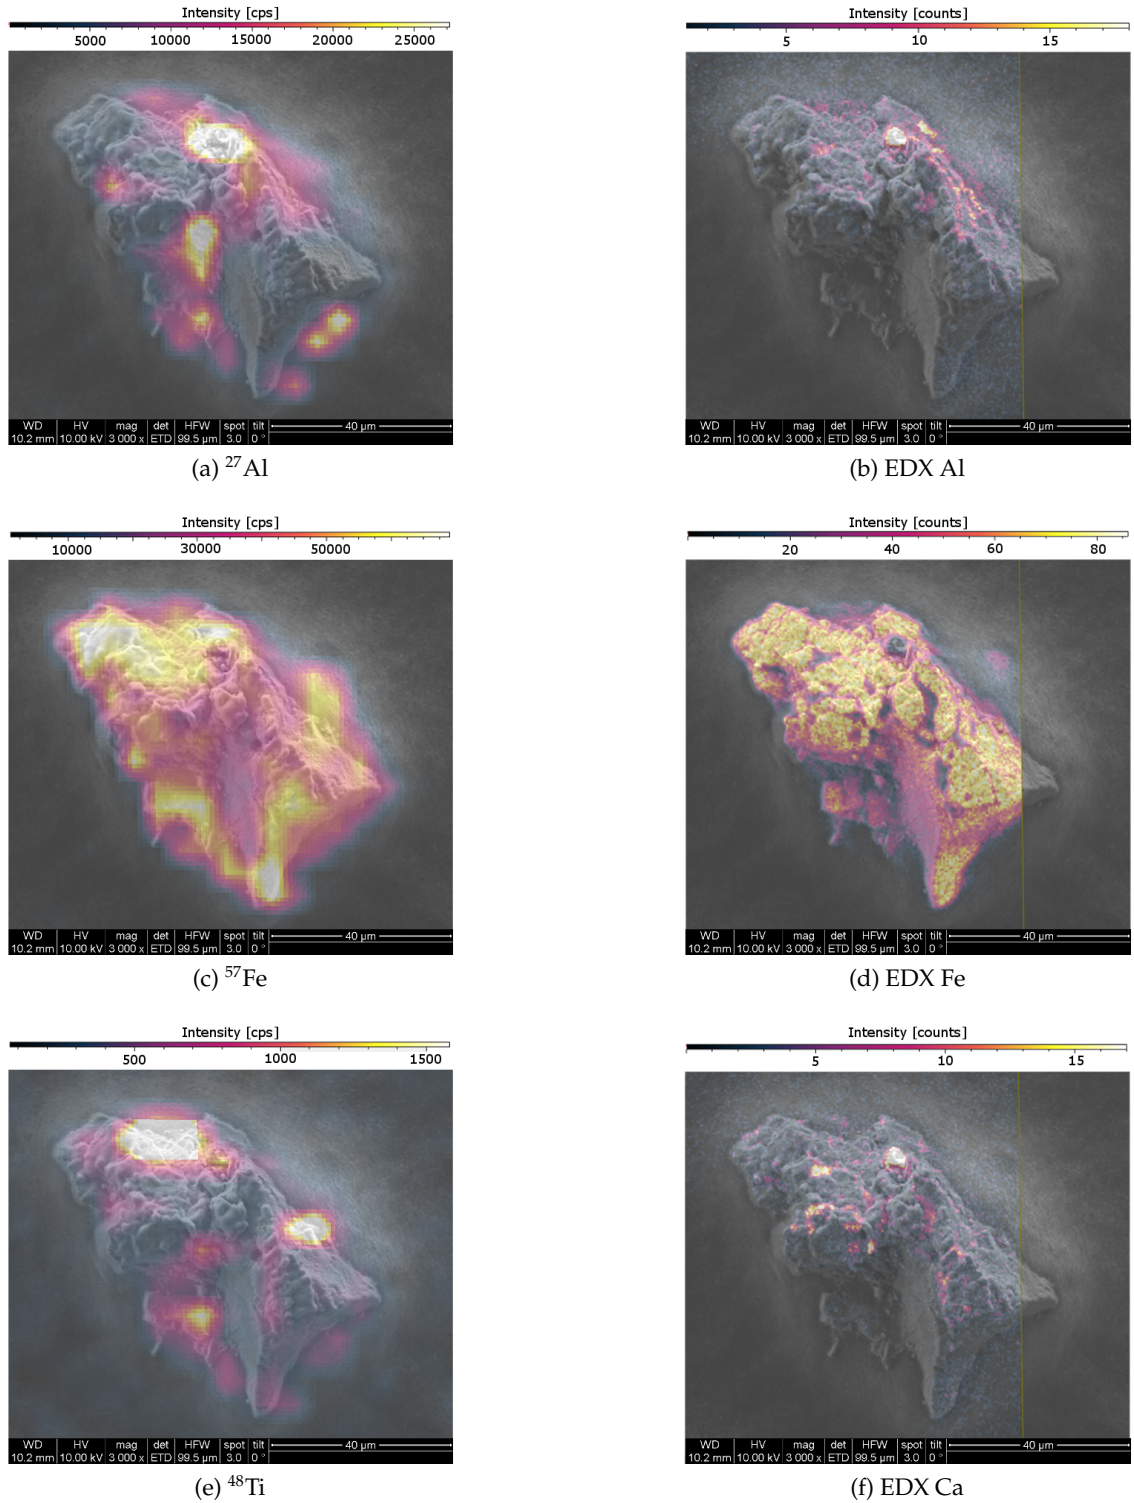 Intensity [cps]
5000 10000 15000 20000 25000
WD HV mag det HFW spot tilt
10.2 mm 10.00 kV 3 000 x ETD 99.5 µm 3.0 0 ° 40 µm
(a) ²⁷Al
Intensity [counts]
5 10 15
WD HV mag det HFW spot tilt
10.2 mm 10.00 kV 3 000 x ETD 99.5 µm 3.0 0 ° 40 µm
(b) EDX Al
Intensity [cps]
10000 30000 50000
WD HV mag det HFW spot tilt
10.2 mm 10.00 kV 3 000 x ETD 99.5 µm 3.0 0 ° 40 µm
(c) ⁵⁷Fe
Intensity [counts]
20 40 60 80
WD HV mag det HFW spot tilt
10.2 mm 10.00 kV 3 000 x ETD 99.5 µm 3.0 0 ° 40 µm
(d) EDX Fe
Intensity [cps]
500 1000 1500
WD HV mag det HFW spot tilt
10.2 mm 10.00 kV 3 000 x ETD 99.5 µm 3.0 0 ° 40 µm
(e) ⁴⁸Ti
Intensity [counts]
5 10 15
WD HV mag det HFW spot tilt
10.2 mm 10.00 kV 3 000 x ETD 99.5 µm 3.0 0 ° 40 µm
(f) EDX Ca